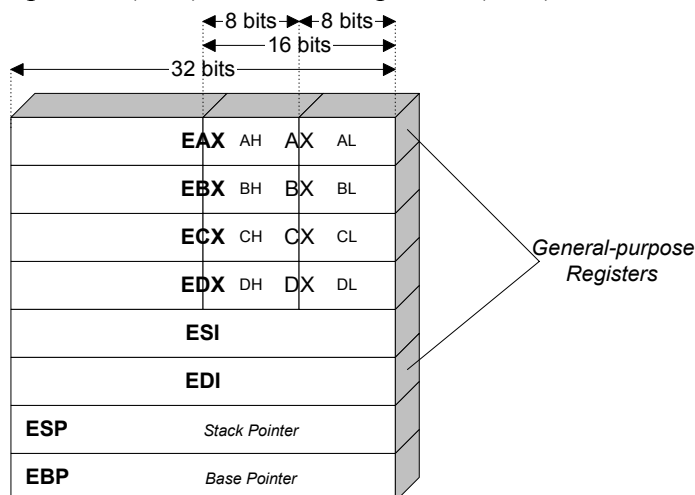 8 bits 8 bits
16 bits
32 bits
EAX AH AX AL
EBX BH BX BL
ECX CH CX CL
EDX DH DX DL
General-purpose
Registers
ESI
EDI
ESP Stack Pointer
EBP Base Pointer